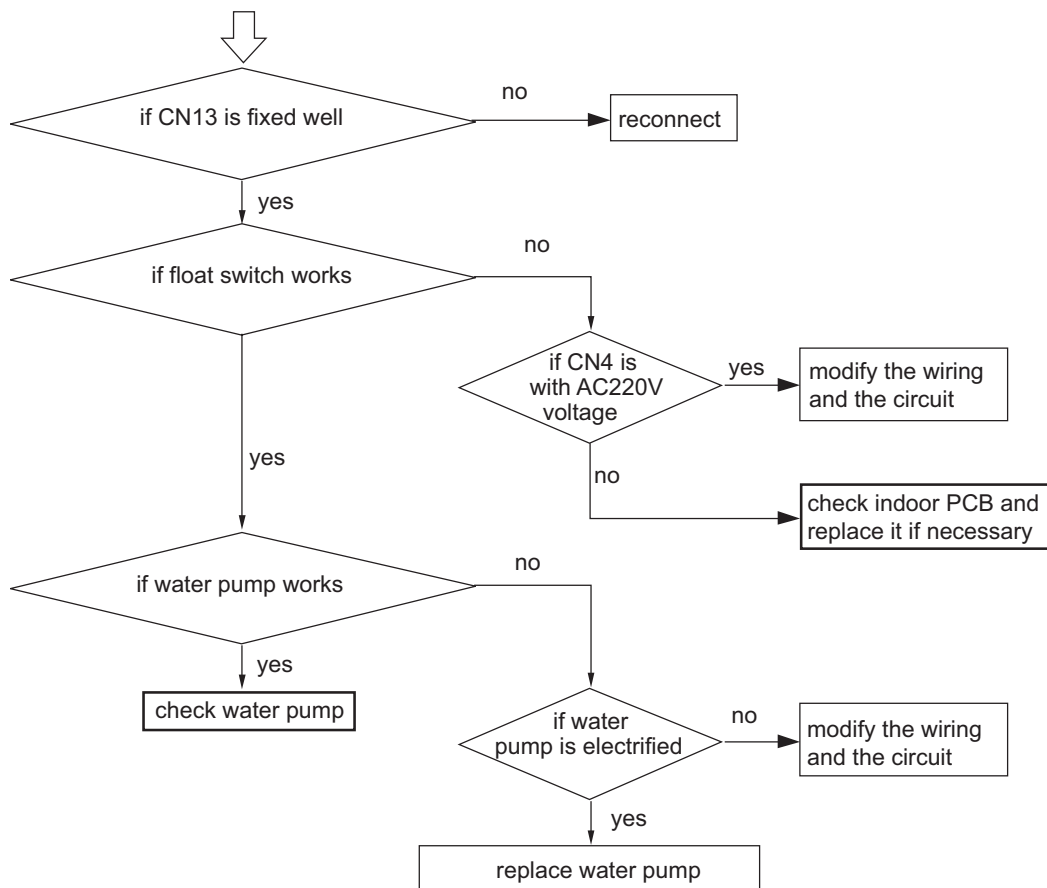 if CN13 is fixed well
no
reconnect
yes
if float switch works
no
if CN4 is
with AC220V
voltage
yes
modify the wiring
and the circuit
yes
no
check indoor PCB and
replace it if necessary
if water pump works
no
yes
check water pump
if water
pump is electrified
no
modify the wiring
and the circuit
yes
replace water pump